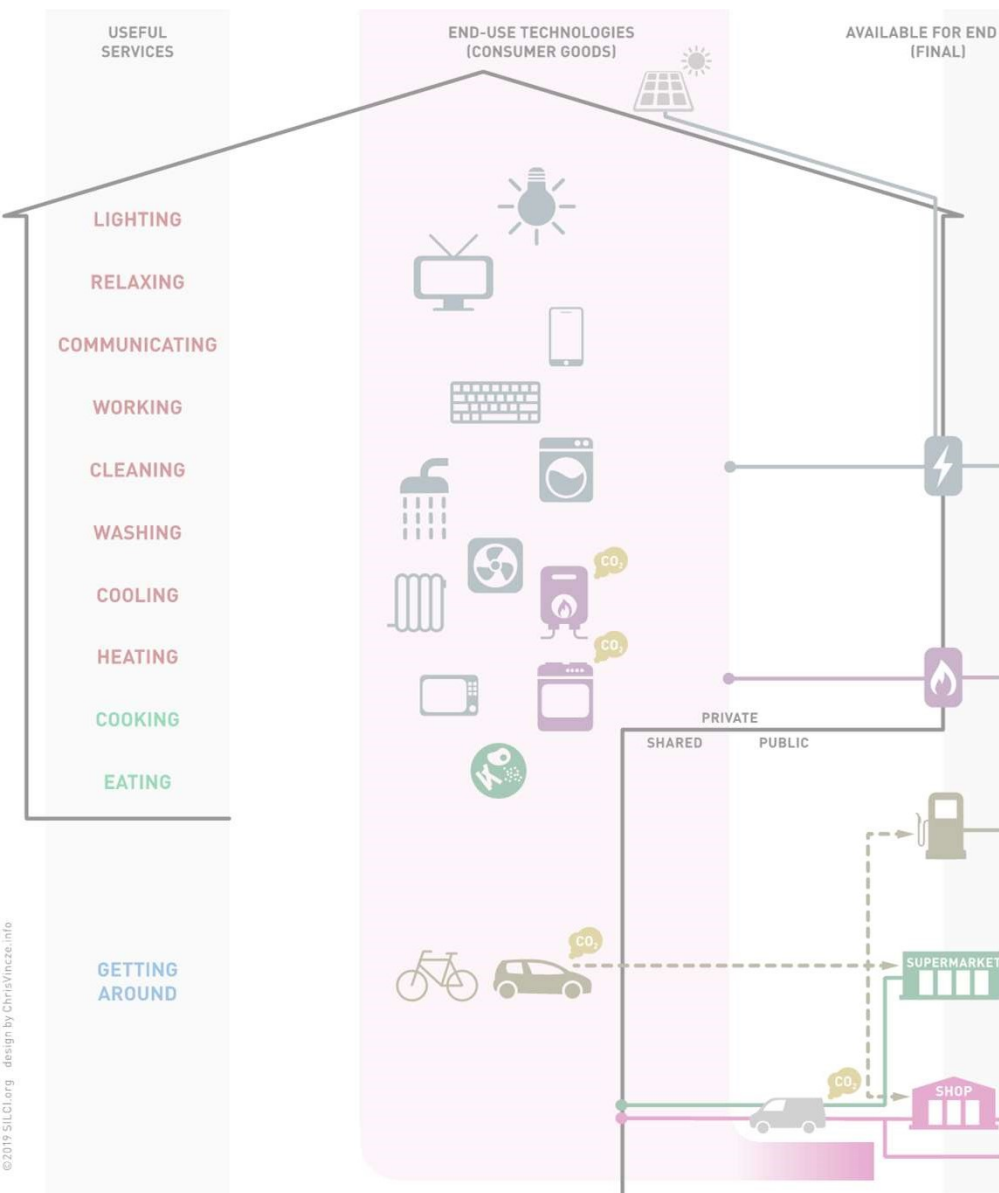 USEFUL
SERVICES
END-USE TECHNOLOGIES
(CONSUMER GOODS)
AVAILABLE FOR END
(FINAL)
LIGHTING
RELAXING
COMMUNICATING
WORKING
CLEANING
WASHING
COOLING
HEATING
COOKING
EATING
GETTING
AROUND
CO₂
CO₂
PRIVATE
SHARED
PUBLIC
CO₂
SUPERMARKET
CO₂
SHOP
©2019 SILCI.org design by ChrisVincze.info